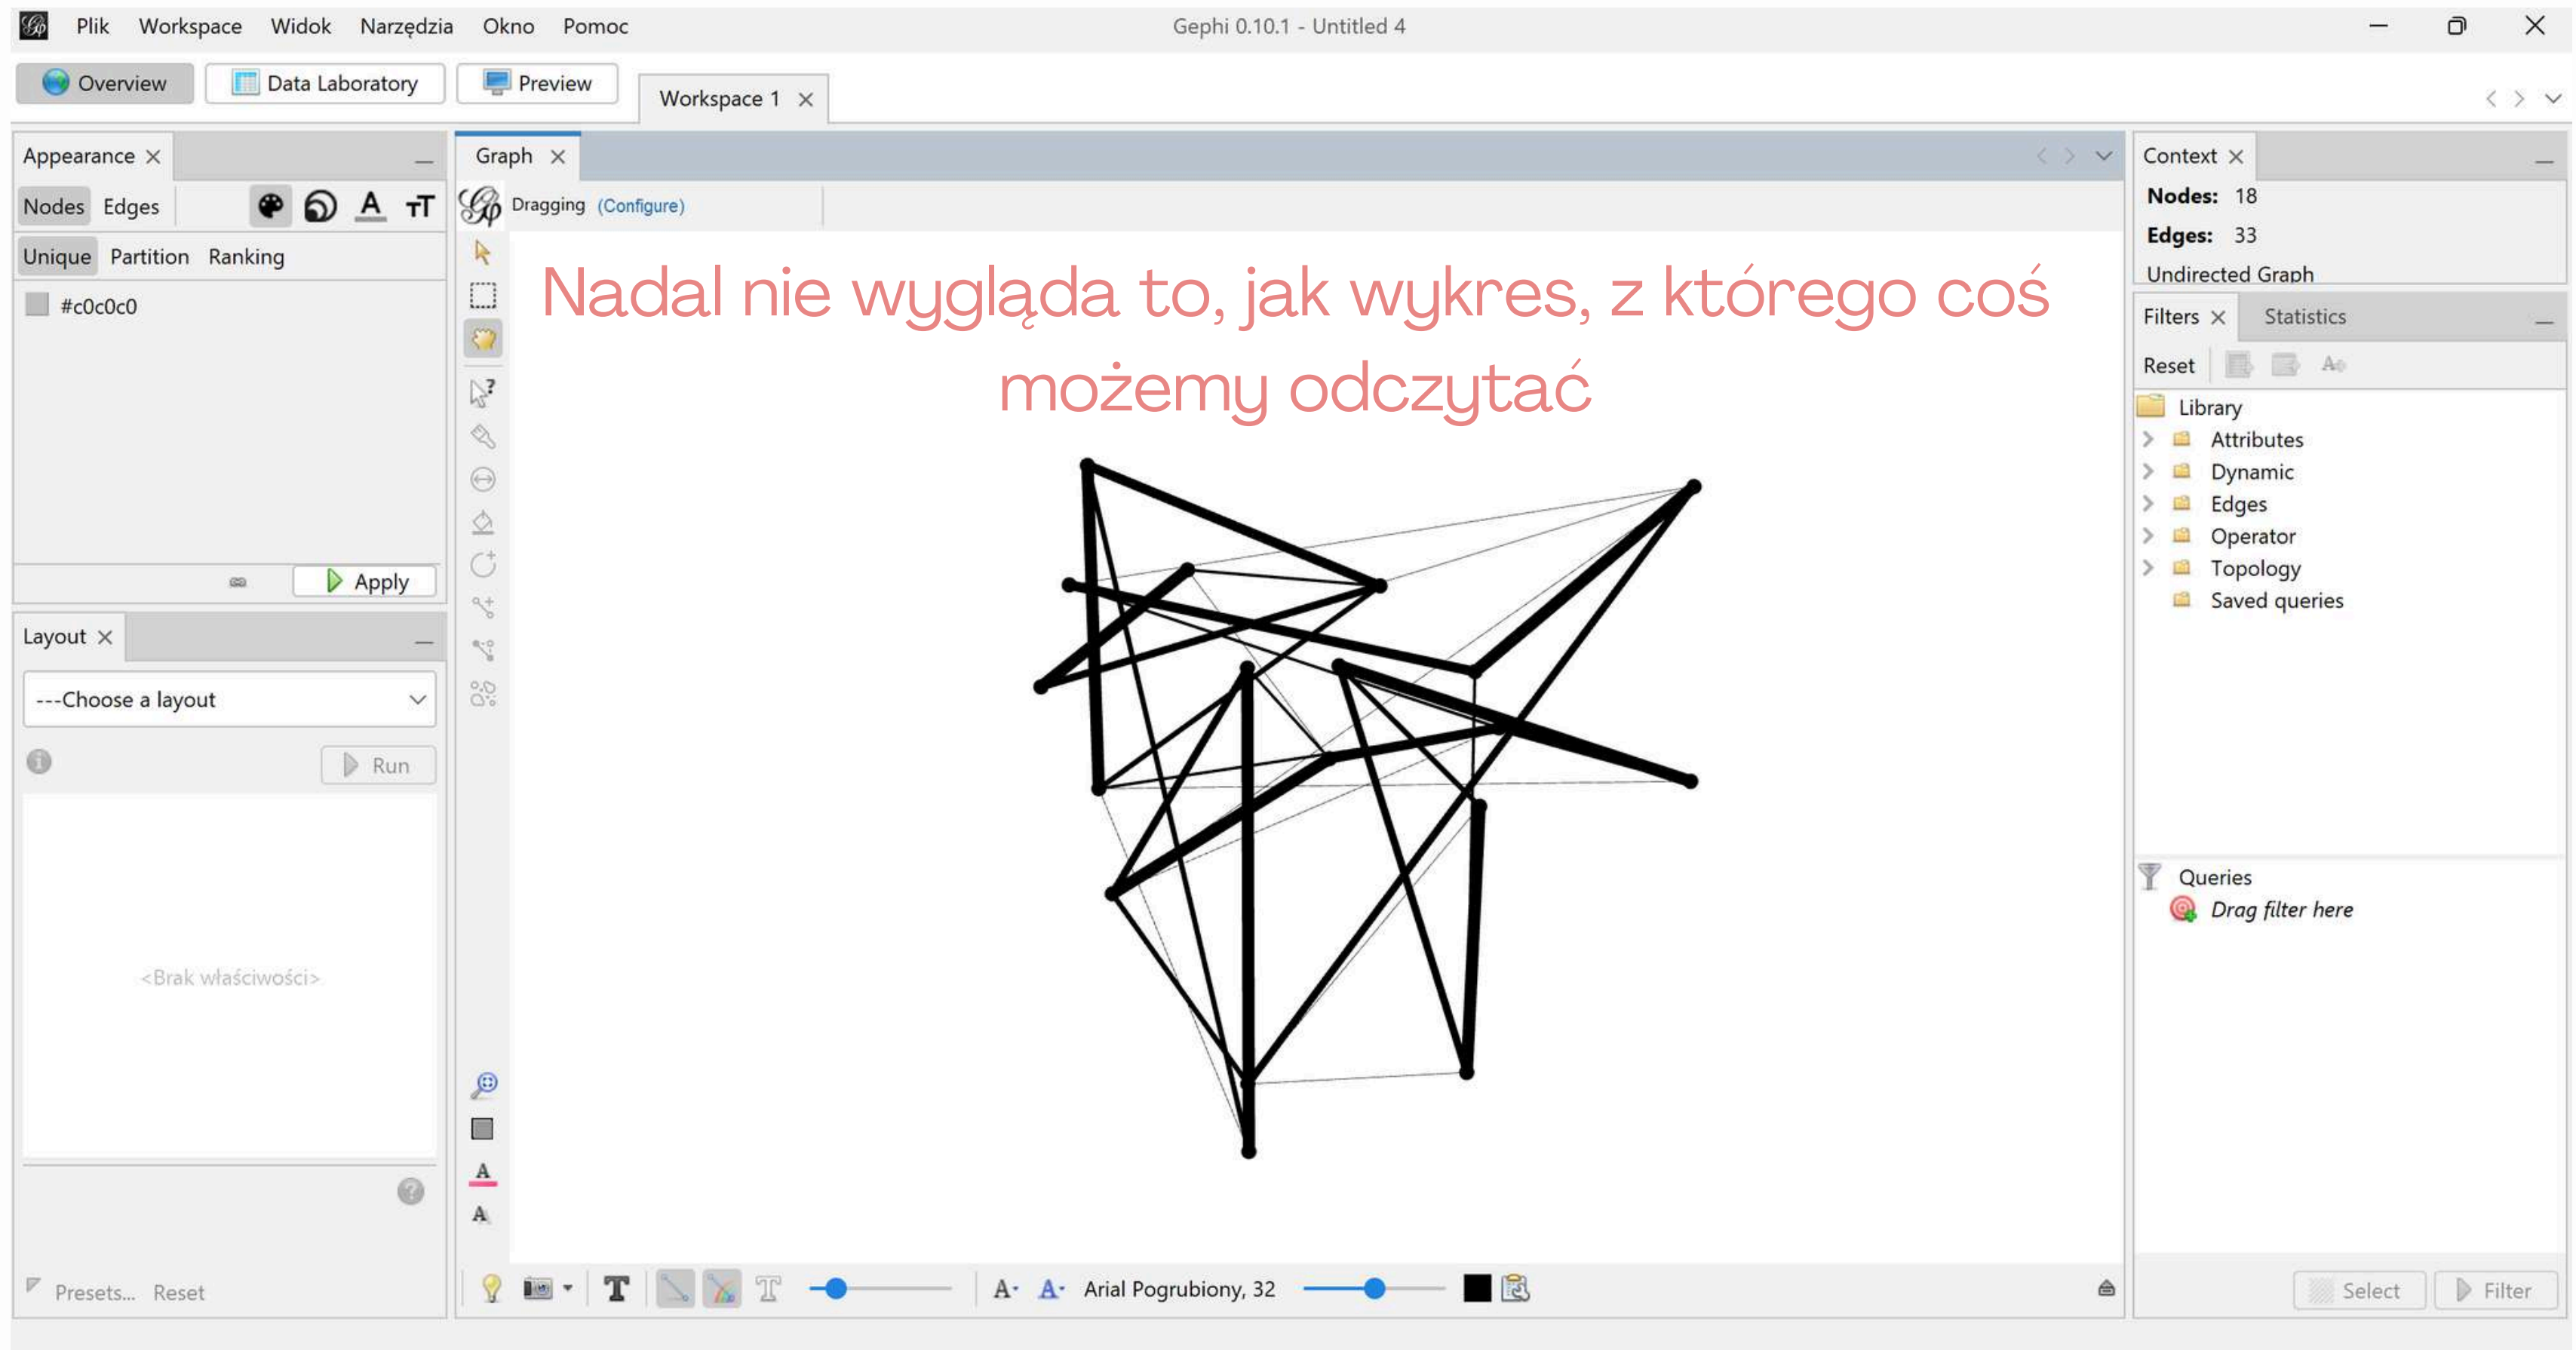 Plik Workspace Widok Narzędzia Okno Pomoc
Gephi 0.10.1 - Untitled 4
Overview Data Laboratory Preview
Workspace 1
Appearance
Nodes Edges
Unique Partition Ranking
#c0c0c0
Apply
Layout
---Choose a layout
Run
<Brak właściwości>
Presets... Reset
Graph
Dragging (Configure)
Nadal nie wygląda to, jak wykres, z którego coś
możemy odczytać
Arial Pogrubiony, 32
Context
Nodes: 18
Edges: 33
Undirected Graph
Filters Statistics
Reset
Library
Attributes
Dynamic
Edges
Operator
Topology
Saved queries
Queries
Drag filter here
Select Filter